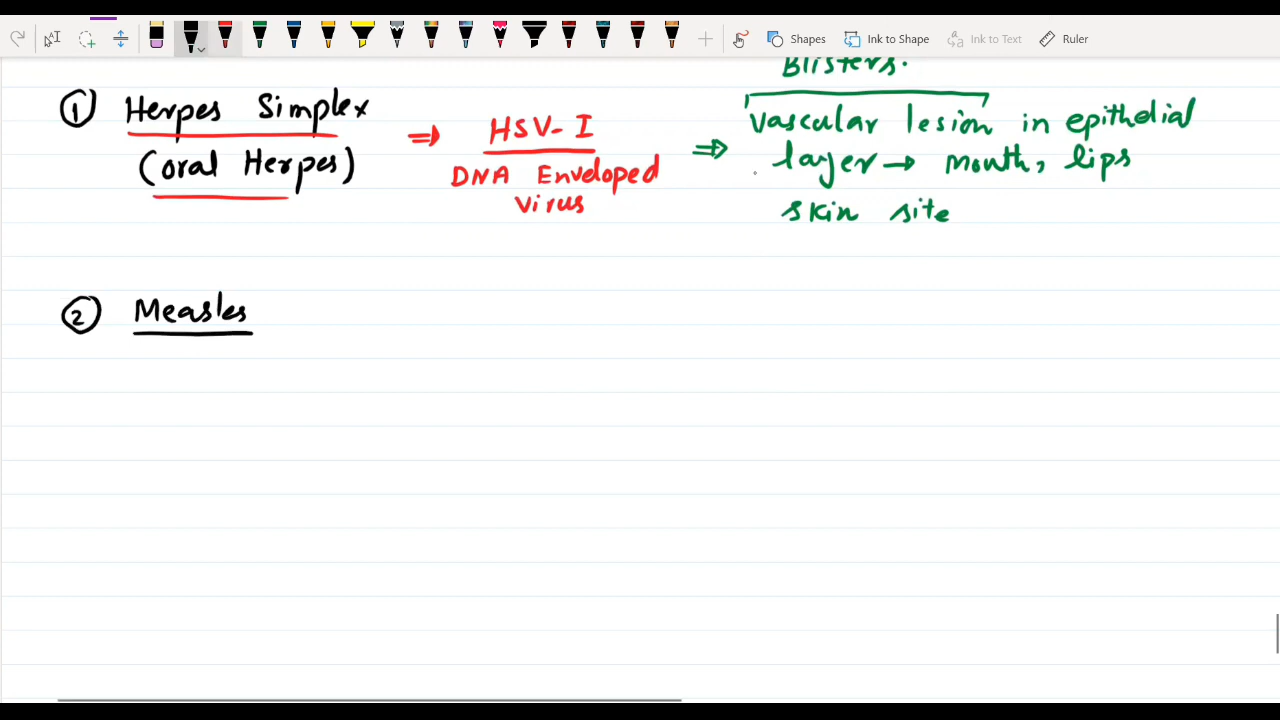 Shapes
Ink to Shape
Ink to Text
Ruler
Blisters.
① Herpes Simplex
(oral Herpes)
⇒ HSV-I
DNA Enveloped
Virus
⇒ vascular lesion in epithelial
layer → mouth, lips
skin site
② Measles